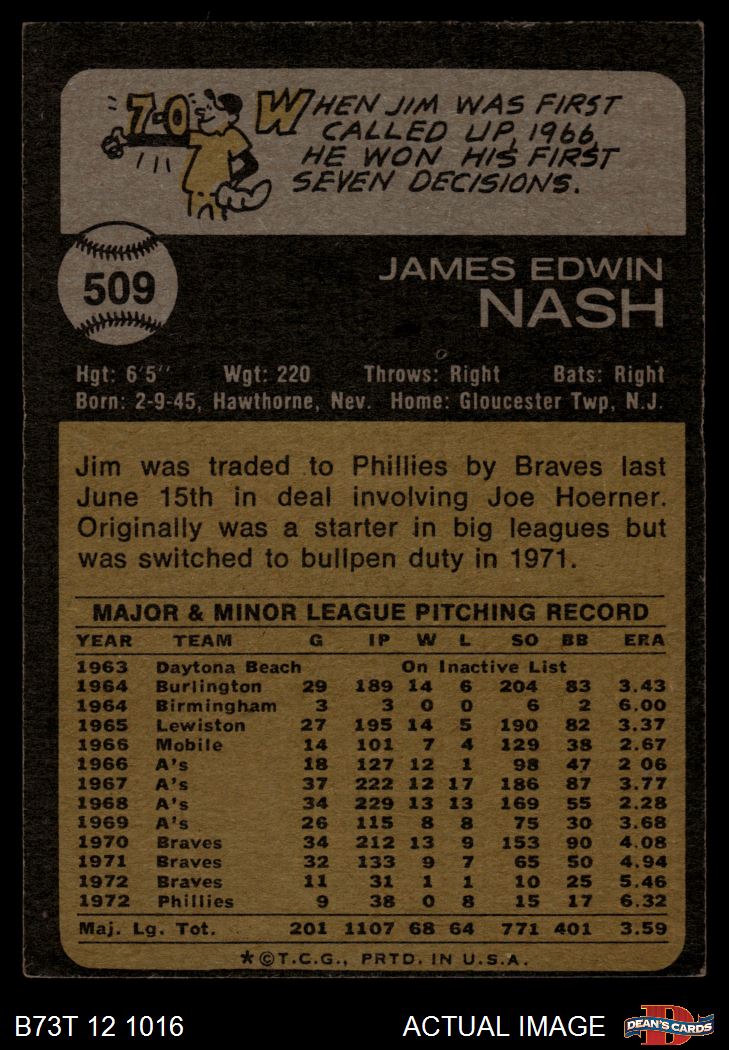 7-0
WHEN JIM WAS FIRST
CALLED UP, 1966,
HE WON HIS FIRST
SEVEN DECISIONS.
509
JAMES EDWIN
NASH
Hgt: 6'5'' Wgt: 220 Throws: Right Bats: Right
Born: 2-9-45, Hawthorne, Nev. Home: Gloucester Twp, N.J.
Jim was traded to Phillies by Braves last
June 15th in deal involving Joe Hoerner.
Originally was a starter in big leagues but
was switched to bullpen duty in 1971.
MAJOR & MINOR LEAGUE PITCHING RECORD
YEAR TEAM G IP W L SO BB ERA
1963 Daytona Beach On Inactive List
1964 Burlington 29 189 14 6 204 83 3.43
1964 Birmingham 3 3 0 0 6 2 6.00
1965 Lewiston 27 195 14 5 190 82 3.37
1966 Mobile 14 101 7 4 129 38 2.67
1966 A's 18 127 12 1 98 47 2 06
1967 A's 37 222 12 17 186 87 3.77
1968 A's 34 229 13 13 169 55 2.28
1969 A's 26 115 8 8 75 30 3.68
1970 Braves 34 212 13 9 153 90 4.08
1971 Braves 32 133 9 7 65 50 4.94
1972 Braves 11 31 1 1 10 25 5.46
1972 Phillies 9 38 0 8 15 17 6.32
Maj. Lg. Tot. 201 1107 68 64 771 401 3.59
*©T.C.G., PRTD. IN U.S.A.
B73T 12 1016 ACTUAL IMAGE DEAN'S CARDS